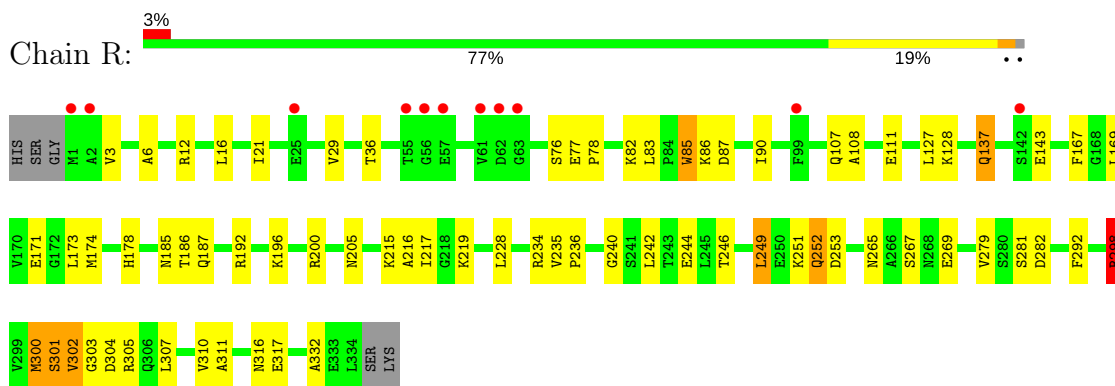 3%
Chain R:
77% 19% • •
HIS SER GLY M1 A2 V3 A6 R12 L16 I21 E25 V29 T36 T55 G56 E57 V61 D62 G63 S76 E77 P78 K82 L83 P84 W85 K86 D87 I90 F99 Q107 A108 E111 L127 K128 Q137 S142 E143 F167 G168 L169
V170 E171 G172 L173 M174 H178 N185 T186 Q187 R192 K196 R200 N205 K215 A216 I217 G218 K219 L228 R234 V235 P236 G240 S241 L242 T243 E244 L245 T246 L249 E250 K251 Q252 D253 N265 A266 S267 N268 E269 V279 S280 S281 D282 F292
V299 M300 S301 V302 G303 D304 R305 Q306 L307 V310 A311 N316 E317 A332 E333 L334 SER LYS